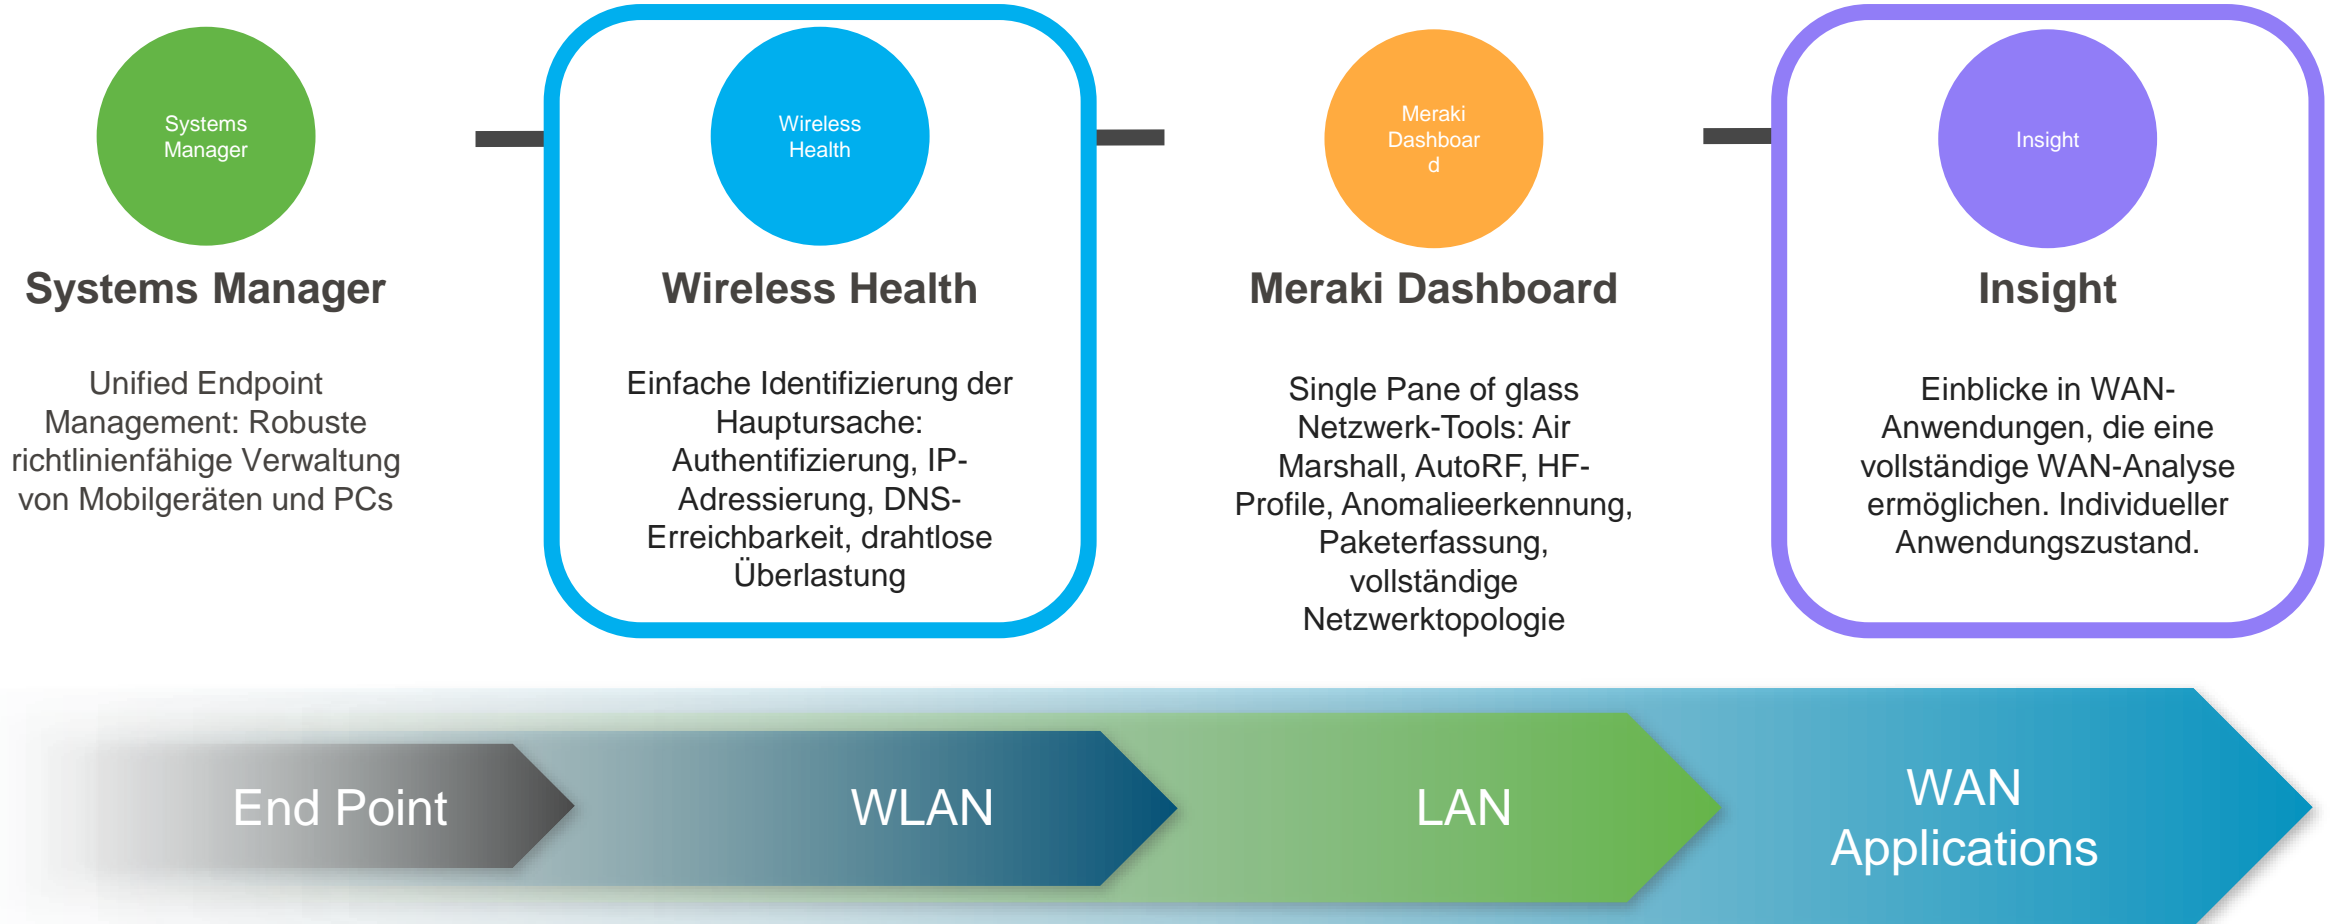 Systems
Manager
Systems Manager
Unified Endpoint
Management: Robuste
richtlinienfähige Verwaltung
von Mobilgeräten und PCs
Wireless
Health
Wireless Health
Einfache Identifizierung der
Hauptursache:
Authentifizierung, IP-
Adressierung, DNS-
Erreichbarkeit, drahtlose
Überlastung
Meraki
Dashboar
d
Meraki Dashboard
Single Pane of glass
Netzwerk-Tools: Air
Marshall, AutoRF, HF-
Profile, Anomalieerkennung,
Paketerfassung,
vollständige
Netzwerktopologie
Insight
Insight
Einblicke in WAN-
Anwendungen, die eine
vollständige WAN-Analyse
ermöglichen. Individueller
Anwendungszustand.
End Point
WLAN
LAN
WAN
Applications